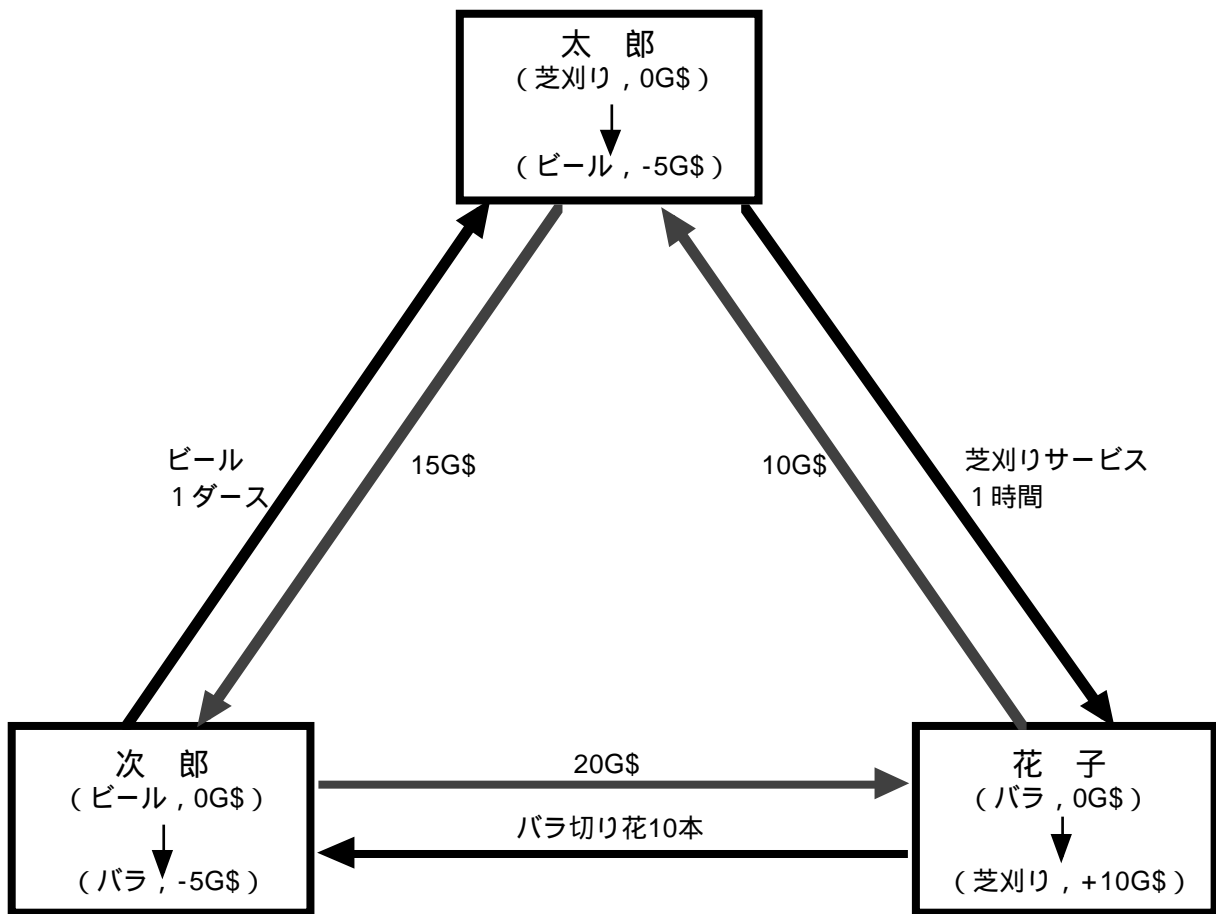 太　郎
（芝刈り , 0G$）
（ビール , -5G$）
ビール
１ダース
15G$
10G$
芝刈りサービス
１時間
次　郎
（ビール , 0G$）
（バラ , -5G$）
20G$
バラ切り花10本
花　子
（バラ , 0G$）
（芝刈り , +10G$）